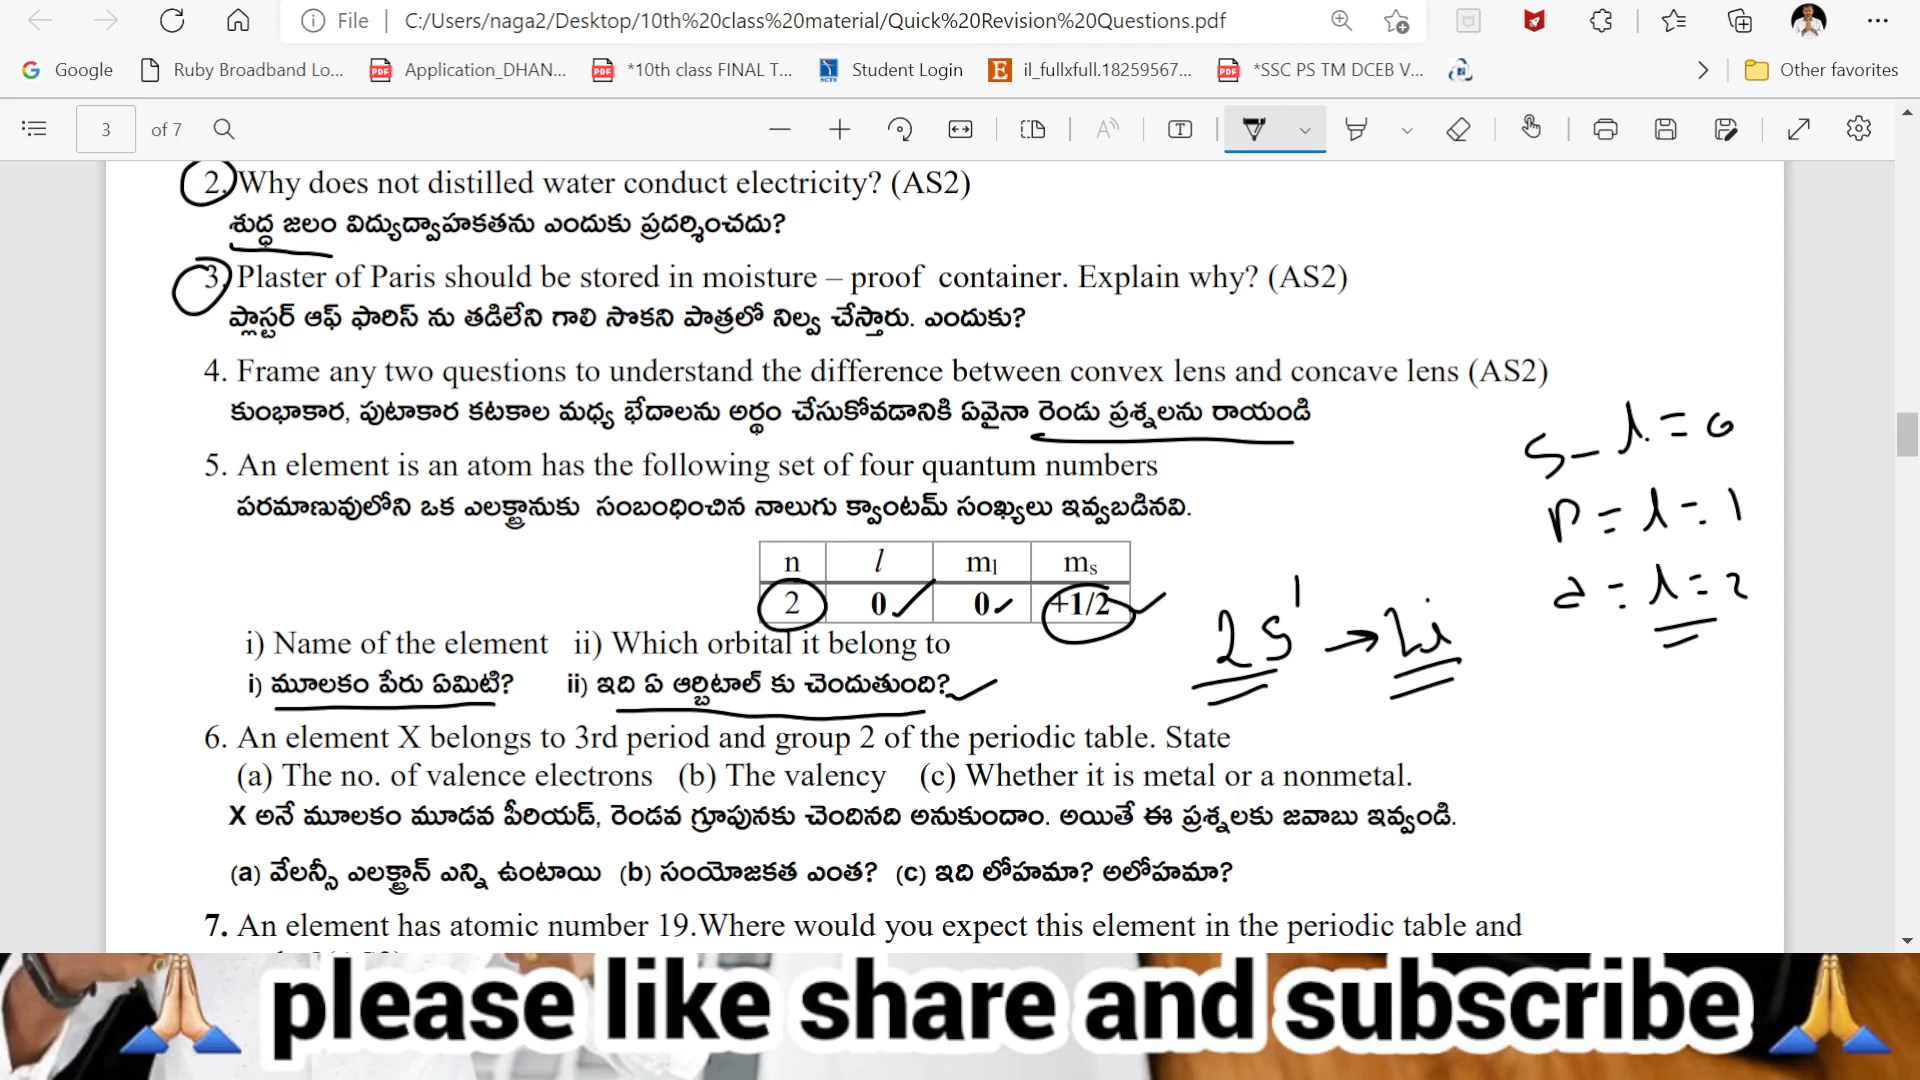 File C:/Users/naga2/Desktop/10th%20class%20material/Quick%20Revision%20Questions.pdf
Google Ruby Broadband Lo... Application_DHAN... *10th class FINAL T... Student Login il_fullxfull.18259567... *SSC PS TM DCEB V... Other favorites
3 of 7
2. Why does not distilled water conduct electricity? (AS2)
శుద్ధ జలం విద్యుద్వాహకతను ఎందుకు ప్రదర్శించదు?
3. Plaster of Paris should be stored in moisture – proof container. Explain why? (AS2)
ప్లాస్టర్ ఆఫ్ ఫారిస్ ను తడిలేని గాలి సొకని పాత్రలో నిల్వ చేస్తారు. ఎందుకు?
4. Frame any two questions to understand the difference between convex lens and concave lens (AS2)
కుంభాకార, పుటాకార కటకాల మధ్య భేదాలను అర్థం చేసుకోవడానికి ఏవైనా రెండు ప్రశ్నలను రాయండి
S - l = 0
5. An element is an atom has the following set of four quantum numbers
పరమాణువులోని ఒక ఎలక్ట్రానుకు సంబంధించిన నాలుగు క్వాంటమ్ సంఖ్యలు ఇవ్వబడినవి.
P = l = 1
n l ml ms
2 0 0 +1/2
d = l = 2
2S1 → Li
i) Name of the element ii) Which orbital it belong to
i) మూలకం పేరు ఏమిటి? ii) ఇది ఏ ఆర్బిటాల్ కు చెందుతుంది?
6. An element X belongs to 3rd period and group 2 of the periodic table. State
(a) The no. of valence electrons (b) The valency (c) Whether it is metal or a nonmetal.
X అనే మూలకం మూడవ పీరియడ్, రెండవ గ్రూపునకు చెందినది అనుకుందాం. అయితే ఈ ప్రశ్నలకు జవాబు ఇవ్వండి.
(a) వేలన్సీ ఎలక్ట్రాన్ ఎన్ని ఉంటాయి (b) సంయోజకత ఎంత? (c) ఇది లోహమా? అలోహమా?
7. An element has atomic number 19.Where would you expect this element in the periodic table and
please like share and subscribe